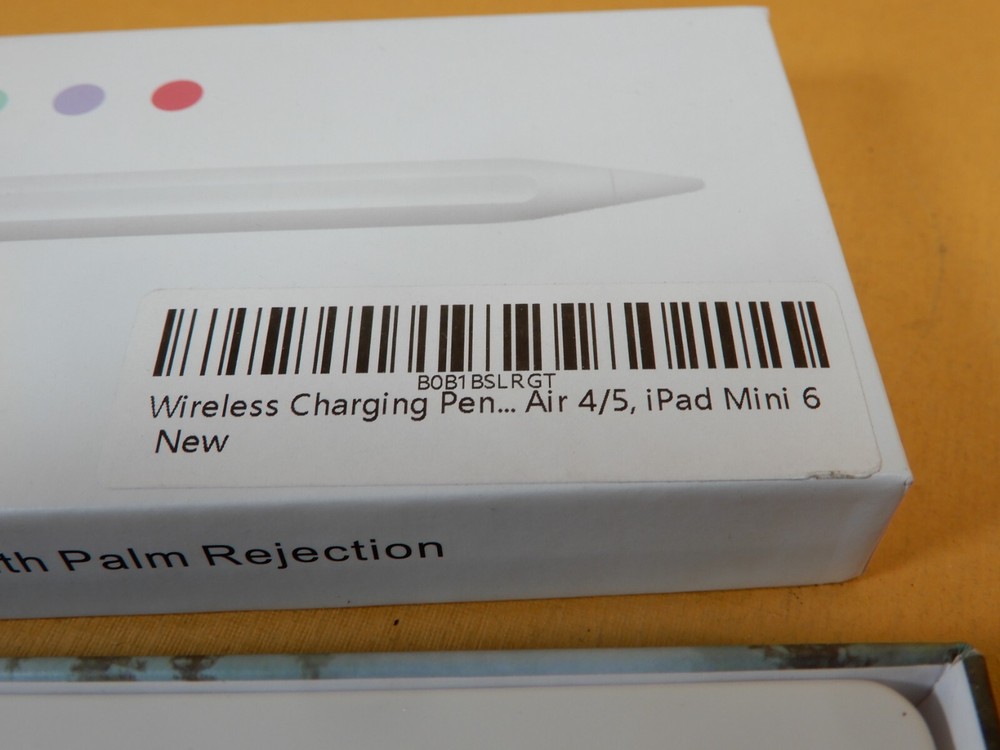 B0B1BSLRGT
Wireless Charging Pen... Air 4/5, iPad Mini 6
New
th Palm Rejection